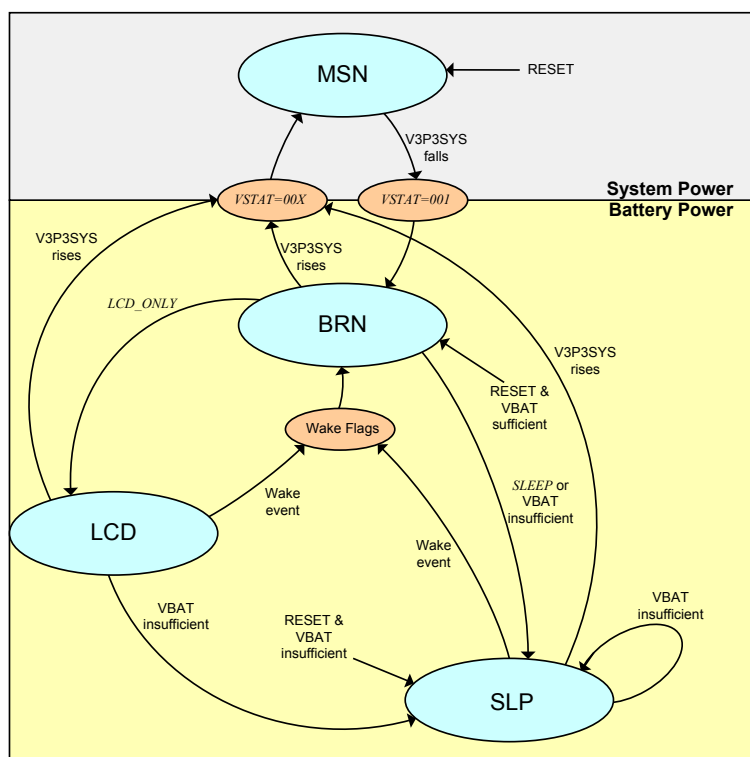 MSN
RESET
V3P3SYS
falls
VSTAT=00X
VSTAT=001
System Power
Battery Power
V3P3SYS
rises
V3P3SYS
rises
LCD_ONLY
BRN
V3P3SYS
rises
RESET &
VBAT
sufficient
Wake Flags
SLEEP or
VBAT
insufficient
Wake
event
LCD
Wake
event
VBAT
insufficient
RESET &
VBAT
insufficient
VBAT
insufficient
SLP